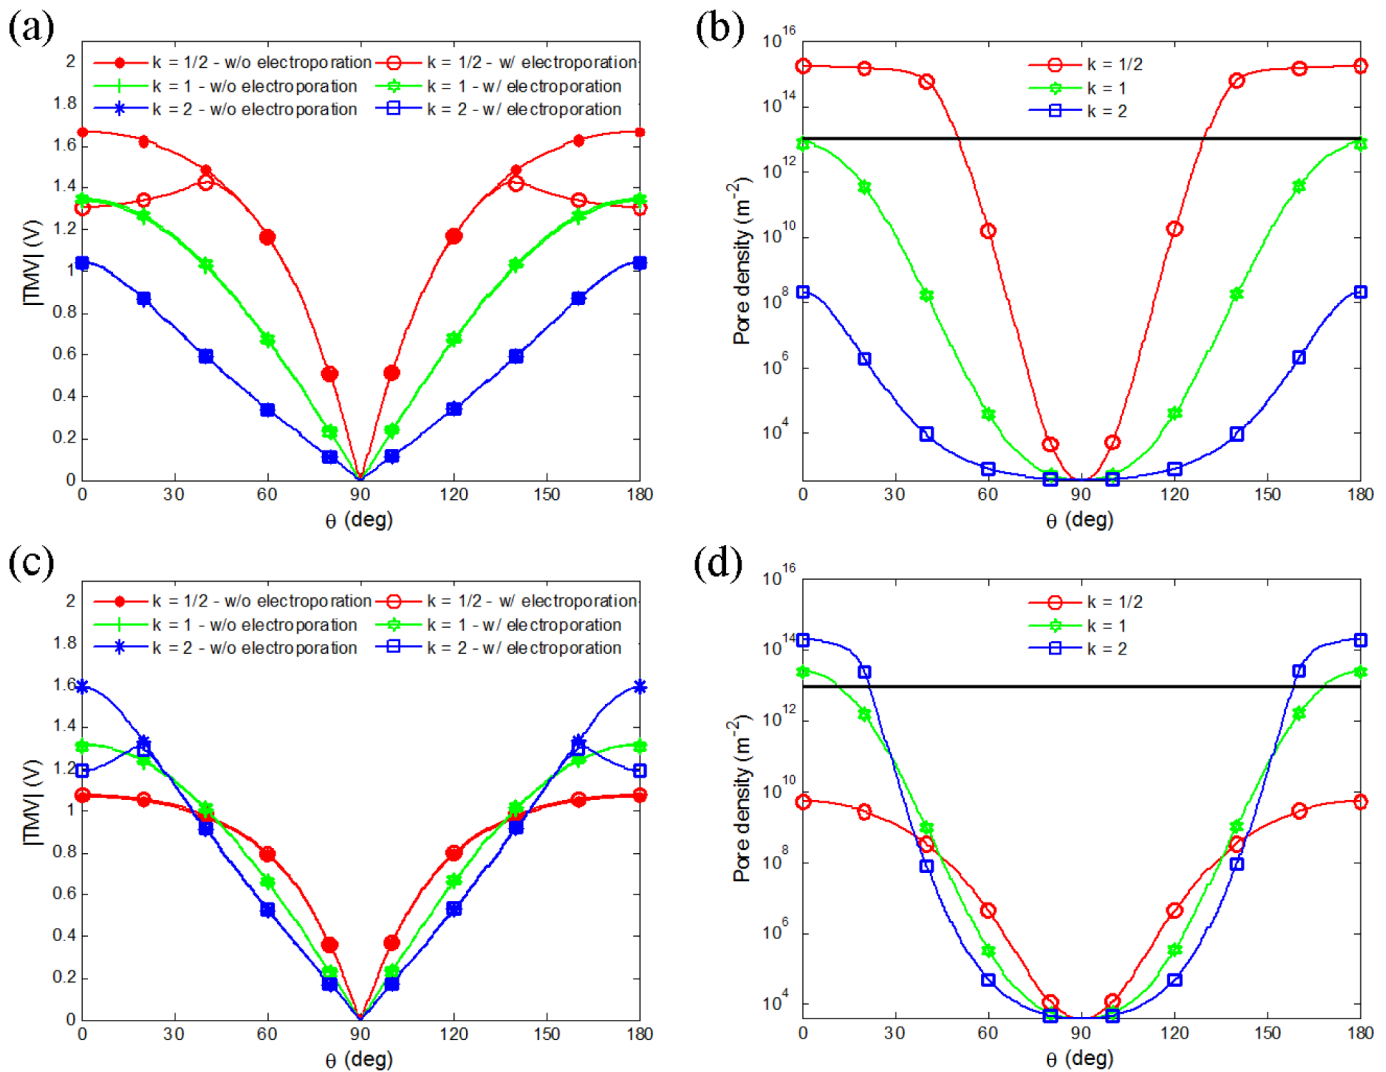 (a)
2
1.8
1.6
1.4
1.2
1
0.8
0.6
0.4
0.2
0
|TMV| (V)
k = 1/2 - w/o electroporation
k = 1/2 - w/ electroporation
k = 1 - w/o electroporation
k = 1 - w/ electroporation
k = 2 - w/o electroporation
k = 2 - w/ electroporation
0 30 60 90 120 150 180
θ (deg)
(b)
10^16
10^14
10^12
10^10
10^8
10^6
10^4
Pore density (m^-2)
k = 1/2
k = 1
k = 2
0 30 60 90 120 150 180
θ (deg)
(c)
2
1.8
1.6
1.4
1.2
1
0.8
0.6
0.4
0.2
0
|TMV| (V)
k = 1/2 - w/o electroporation
k = 1/2 - w/ electroporation
k = 1 - w/o electroporation
k = 1 - w/ electroporation
k = 2 - w/o electroporation
k = 2 - w/ electroporation
0 30 60 90 120 150 180
θ (deg)
(d)
10^16
10^14
10^12
10^10
10^8
10^6
10^4
Pore density (m^-2)
k = 1/2
k = 1
k = 2
0 30 60 90 120 150 180
θ (deg)